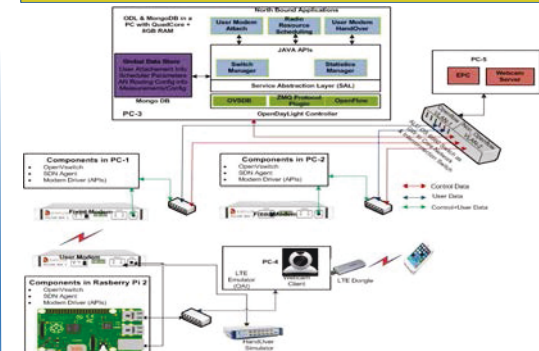 North Bound Applications
ODL & MongoDB in a
PC with QuadCore +
8GB RAM
User Modem
Attach
Radio
Resource
Scheduling
User Modem
HandOver
JAVA APIs
Global Data Store
User Attachement Info
Scheduler Parameters
AN Routing Config info
Measurements/Config
Mongo DB
Switch
Manager
Statistics
Manager
Service Abstraction Layer (SAL)
OVSDB
ZMQ Protocol
Plugin
OpenFlow
PC-3
OpenDayLight Controller
PC-5
EPC
Webcam
Server
Components in PC-1
OpenVswitch
SDN Agent
Modem Driver (APIs)
Components in PC-2
OpenVswitch
SDN Agent
Modem Driver (APIs)
Control Data
User Data
Control+User Data
User Modem
PC-4
LTE
Emulator
(OAI)
Webcam
Client
LTE Dongle
Components in Rasberry Pi 2
OpenVswitch
SDN Agent
Modem Driver (APIs)
HandOver
Simulator